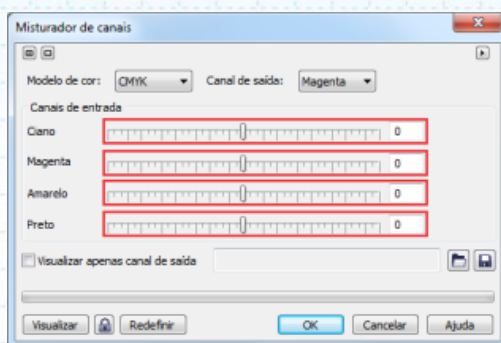 Misturador de canais
Modelo de cor: CMYK Canal de saída: Magenta
Canais de entrada
Ciano 0
Magenta 0
Amarelo 0
Preto 0
Visualizar apenas canal de saída
Visualizar Redefinir OK Cancelar Ajuda